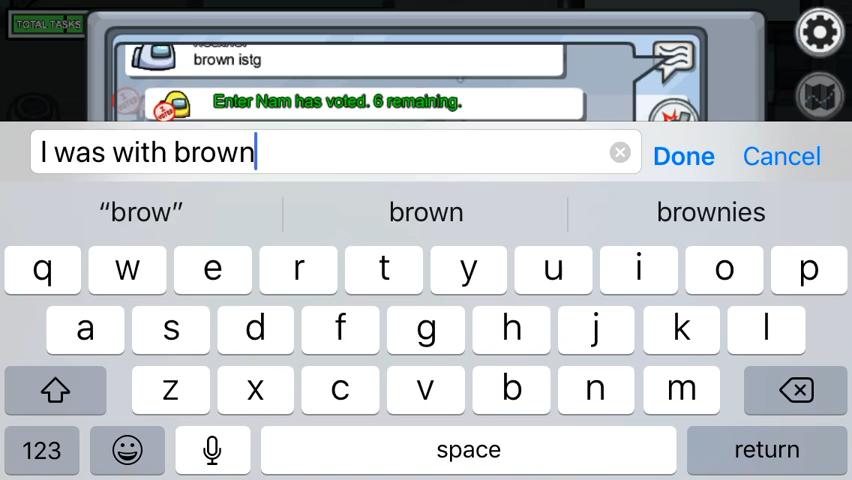 TOTAL TASKS
brown istg
Enter Nam has voted. 6 remaining.
I was with brown
Done
Cancel
“brow”
brown
brownies
q w e r t y u i o p
a s d f g h j k l
z x c v b n m
123
space
return